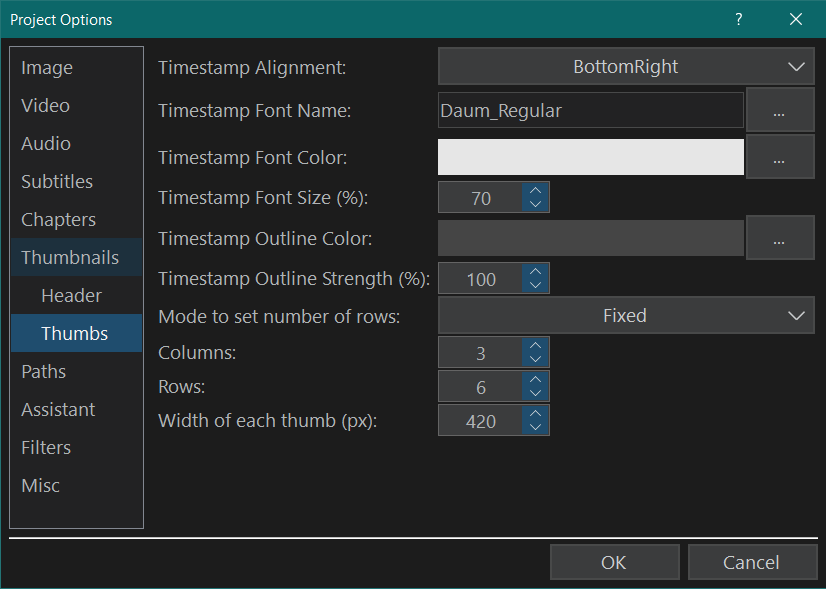 Project Options ?
Image
Video
Audio
Subtitles
Chapters
Thumbnails
Header
Thumbs
Paths
Assistant
Filters
Misc
Timestamp Alignment: BottomRight
Timestamp Font Name: Daum_Regular ...
Timestamp Font Color: ...
Timestamp Font Size (%): 70
Timestamp Outline Color: ...
Timestamp Outline Strength (%): 100
Mode to set number of rows: Fixed
Columns: 3
Rows: 6
Width of each thumb (px): 420
OK Cancel